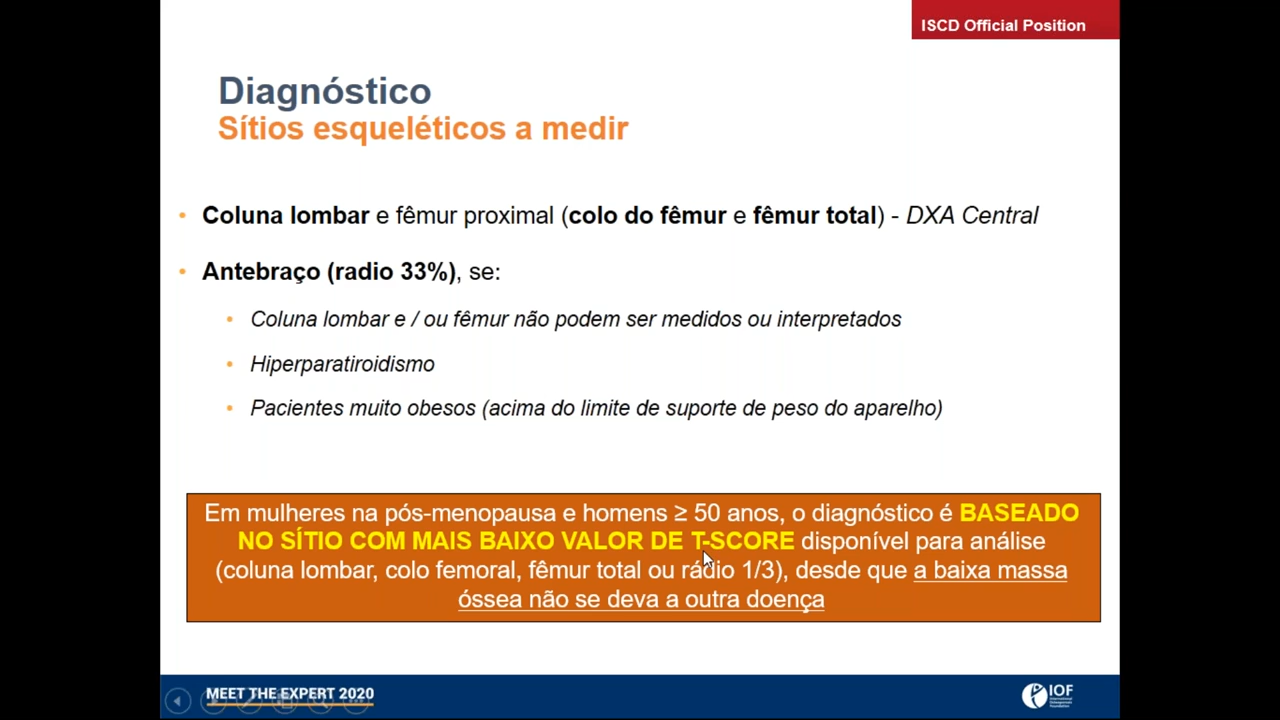 ISCD Official Position
Diagnóstico
Sítios esqueléticos a medir
• Coluna lombar e fêmur proximal (colo do fêmur e fêmur total) - DXA Central
• Antebraço (radio 33%), se:
• Coluna lombar e / ou fêmur não podem ser medidos ou interpretados
• Hiperparatiroidismo
• Pacientes muito obesos (acima do limite de suporte de peso do aparelho)
Em mulheres na pós-menopausa e homens ≥ 50 anos, o diagnóstico é BASEADO
NO SÍTIO COM MAIS BAIXO VALOR DE T-SCORE disponível para análise
(coluna lombar, colo femoral, fêmur total ou rádio 1/3), desde que a baixa massa
óssea não se deva a outra doença
MEET THE EXPERT 2020
IOF
International
Osteoporosis
Foundation